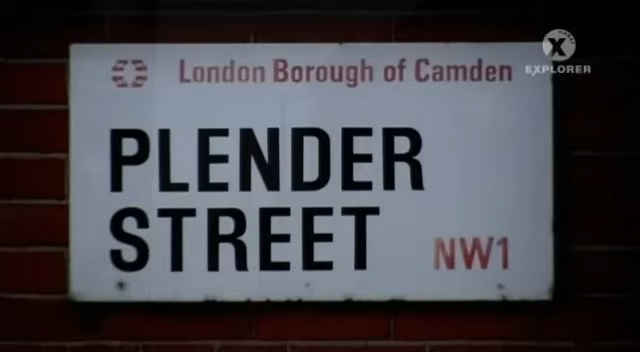 London Borough of Camden
PLENDER
STREET
NW1
X
EXPLORER